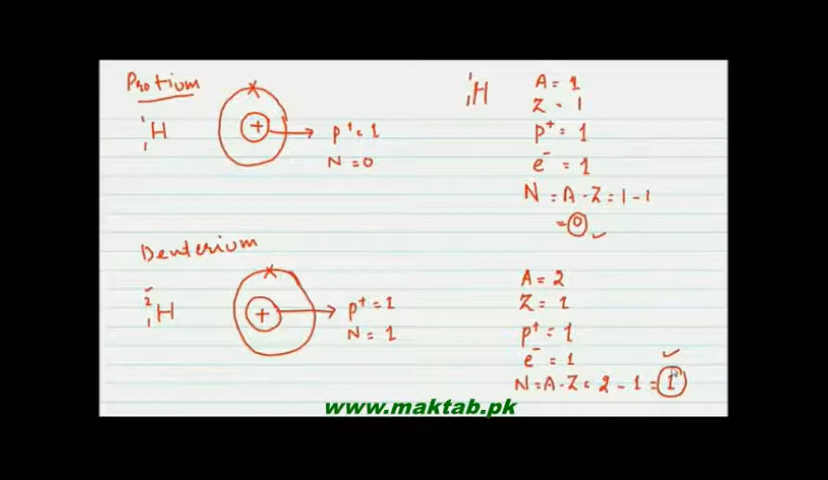 Protium
¹₁H
+
p⁺ = 1
N = 0
¹₁H
A = 1
Z = 1
p⁺ = 1
e⁻ = 1
N = A - Z = 1 - 1
= 0
Deuterium
²₁H
+
p⁺ = 1
N = 1
A = 2
Z = 1
p⁺ = 1
e⁻ = 1
N = A - Z = 2 - 1 = 1
www.maktab.pk